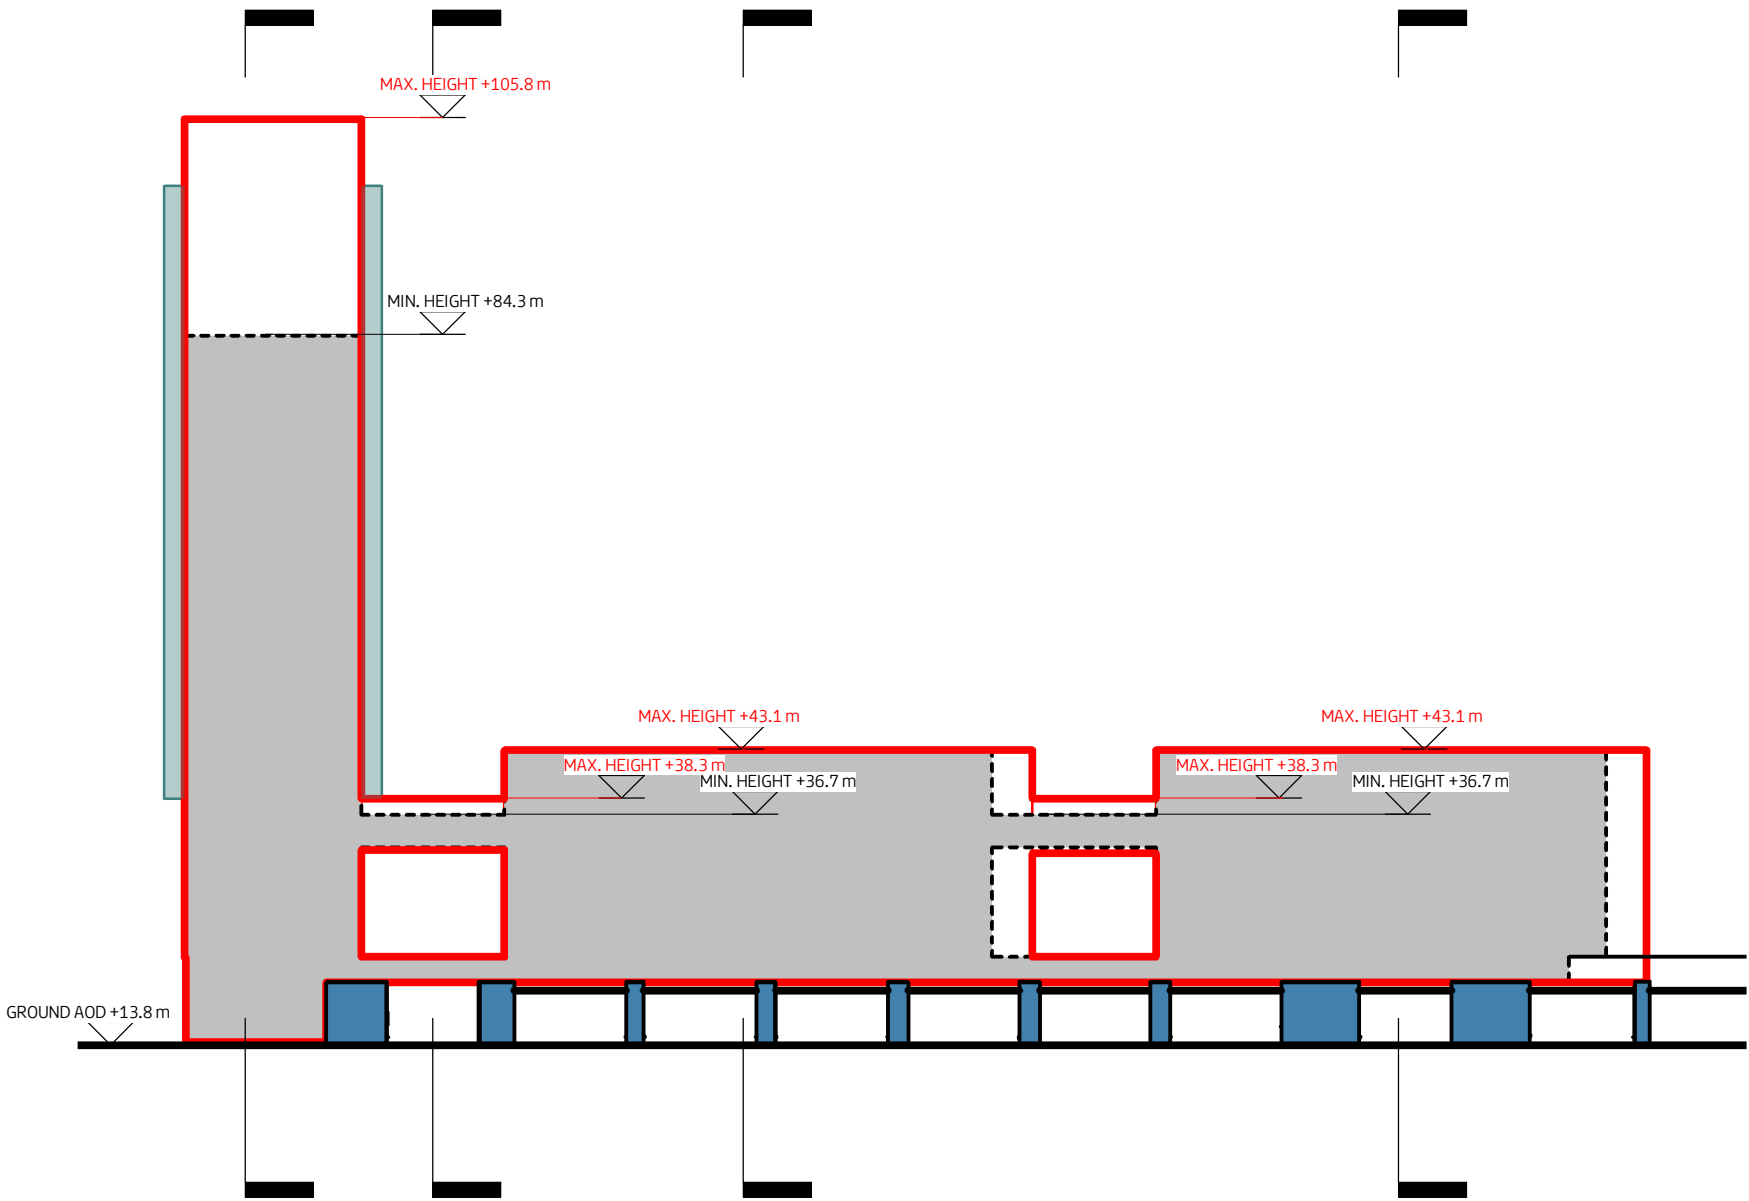 MAX. HEIGHT +105.8 m
MIN. HEIGHT +84.3 m
MAX. HEIGHT +43.1 m
MAX. HEIGHT +43.1 m
MAX. HEIGHT +38.3 m
MAX. HEIGHT +38.3 m
MIN. HEIGHT +36.7 m
MIN. HEIGHT +36.7 m
GROUND AOD +13.8 m